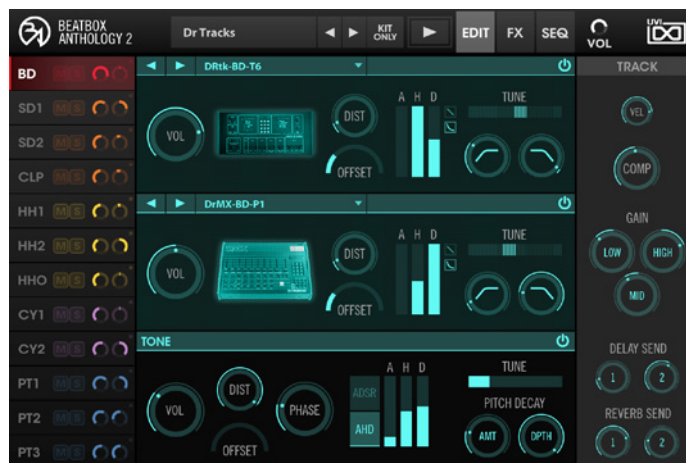 BEATBOX
ANTHOLOGY 2
Dr Tracks
KIT
ONLY
EDIT
FX
SEQ
VOL
UVI
BD
M S
SD1
M S
SD2
M S
CLP
M S
HH1
M S
HH2
M S
HHO
M S
CY1
M S
CY2
M S
PT1
M S
PT2
M S
PT3
M S
DRtk-BD-T6
VOL
DIST
OFFSET
A H D
TUNE
DrMX-BD-P1
VOL
DIST
OFFSET
A H D
TUNE
TONE
VOL
DIST
OFFSET
PHASE
ADSR
AHD
A H D
TUNE
PITCH DECAY
AMT
DPTH
TRACK
VEL
COMP
GAIN
LOW
HIGH
MID
DELAY SEND
1
2
REVERB SEND
1
2